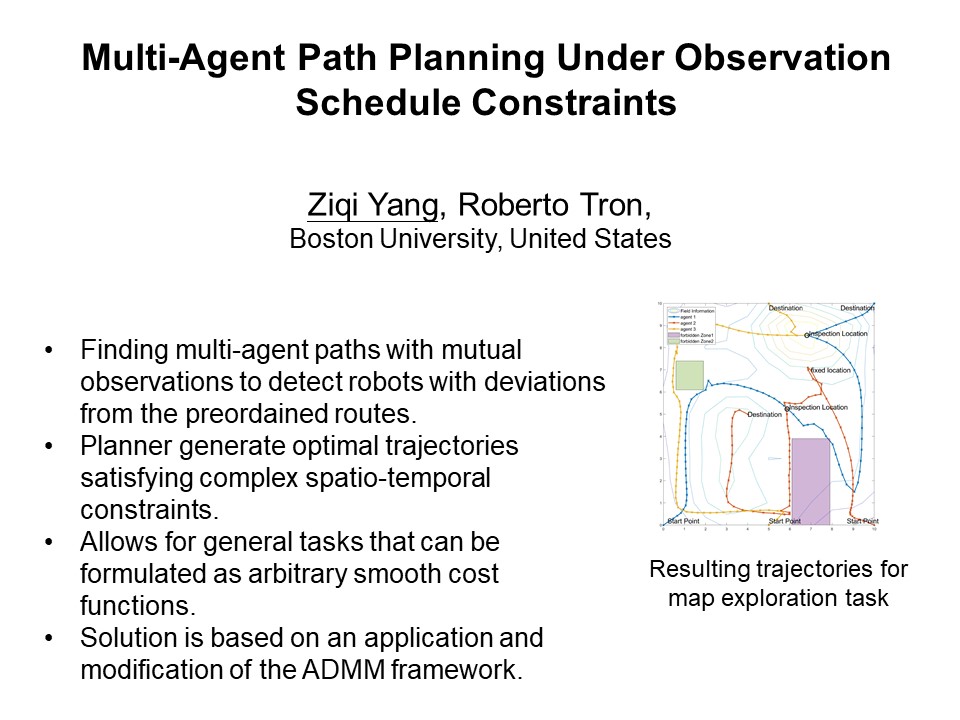 Multi-Agent Path Planning Under Observation
Schedule Constraints
Ziqi Yang, Roberto Tron,
Boston University, United States
• Finding multi-agent paths with mutual
observations to detect robots with deviations
from the preordained routes.
• Planner generate optimal trajectories
satisfying complex spatio-temporal
constraints.
• Allows for general tasks that can be
formulated as arbitrary smooth cost
functions.
• Solution is based on an application and
modification of the ADMM framework.
Field Information
agent 1
agent 2
agent 3
forbidden Zone1
forbidden Zone2
Destination
Destination
Inspection Location
fixed location
Destination
Inspection Location
Start Point
Start Point
Start Point
Resulting trajectories for
map exploration task